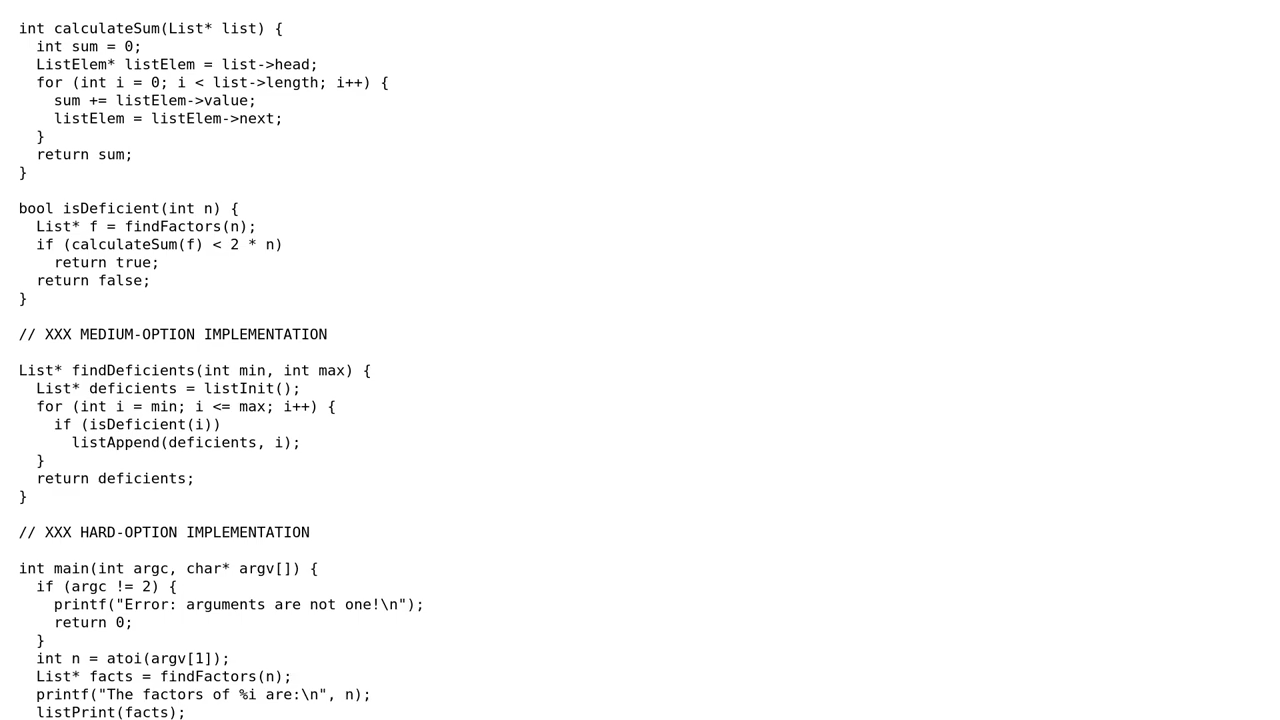 int calculateSum(List* list) {
  int sum = 0;
  ListElem* listElem = list->head;
  for (int i = 0; i < list->length; i++) {
    sum += listElem->value;
    listElem = listElem->next;
  }
  return sum;
}

bool isDeficient(int n) {
  List* f = findFactors(n);
  if (calculateSum(f) < 2 * n)
    return true;
  return false;
}

// XXX MEDIUM-OPTION IMPLEMENTATION

List* findDeficients(int min, int max) {
  List* deficients = listInit();
  for (int i = min; i <= max; i++) {
    if (isDeficient(i))
      listAppend(deficients, i);
  }
  return deficients;
}

// XXX HARD-OPTION IMPLEMENTATION

int main(int argc, char* argv[]) {
  if (argc != 2) {
    printf("Error: arguments are not one!\n");
    return 0;
  }
  int n = atoi(argv[1]);
  List* facts = findFactors(n);
  printf("The factors of %i are:\n", n);
  listPrint(facts);